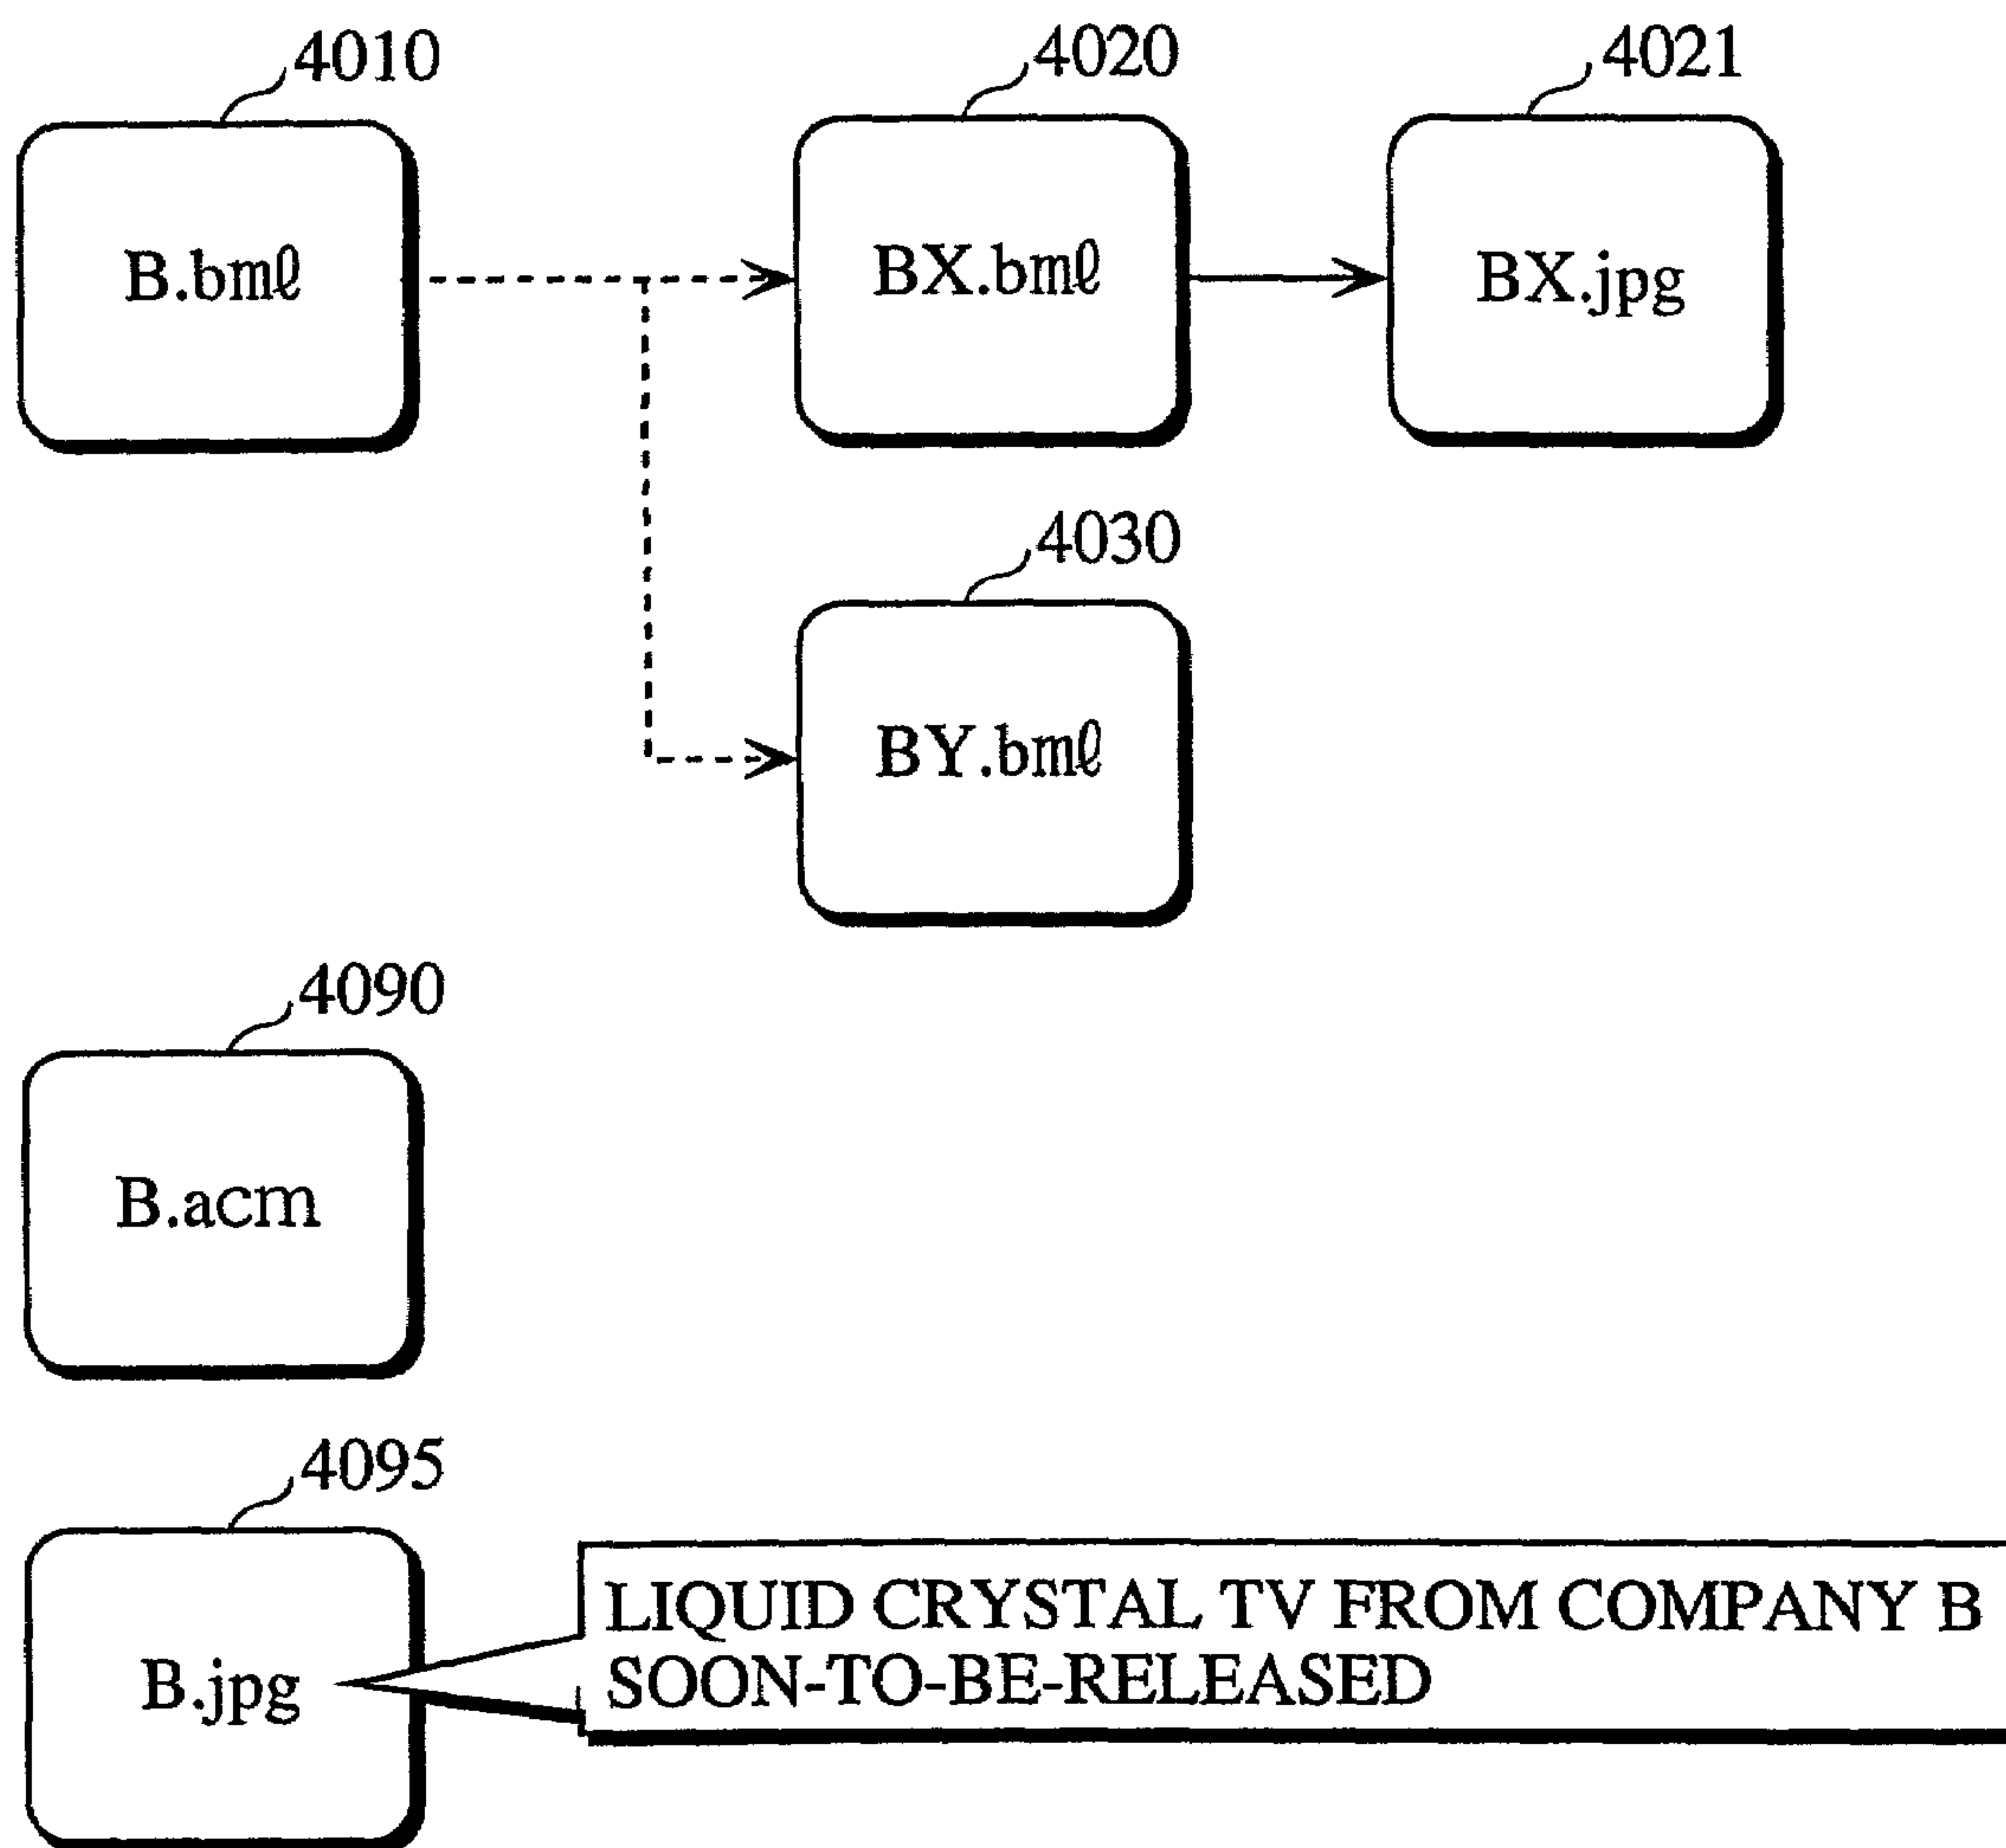 4010
4020
4021
B.bmℓ
BX.bmℓ
BX.jpg
4030
BY.bmℓ
4090
B.acm
4095
B.jpg
LIQUID CRYSTAL TV FROM COMPANY B
SOON-TO-BE-RELEASED